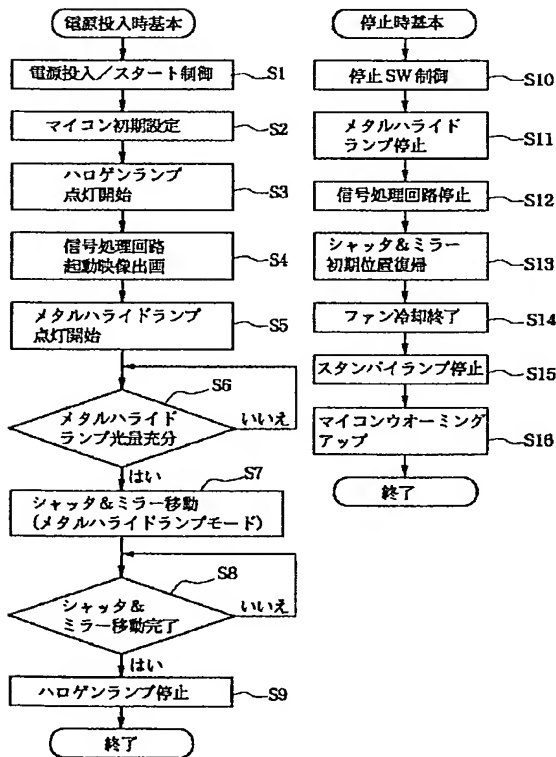 電源投入時基本
電源投入／スタート制御
S1
マイコン初期設定
S2
ハロゲンランプ
点灯開始
S3
信号処理回路
起動映像出画
S4
メタルハライドランプ
点灯開始
S5
S6
メタルハライド
ランプ光量充分
いいえ
はい
S7
シャッタ＆ミラー移動
(メタルハライドランプモード)
S8
シャッタ＆
ミラー移動完了
いいえ
はい
ハロゲンランプ停止
S9
終了
停止時基本
停止SW制御
S10
メタルハライド
ランプ停止
S11
信号処理回路停止
S12
シャッタ＆ミラー
初期位置復帰
S13
ファン冷却終了
S14
スタンバイランプ停止
S15
マイコンウオーミング
アップ
S16
終了